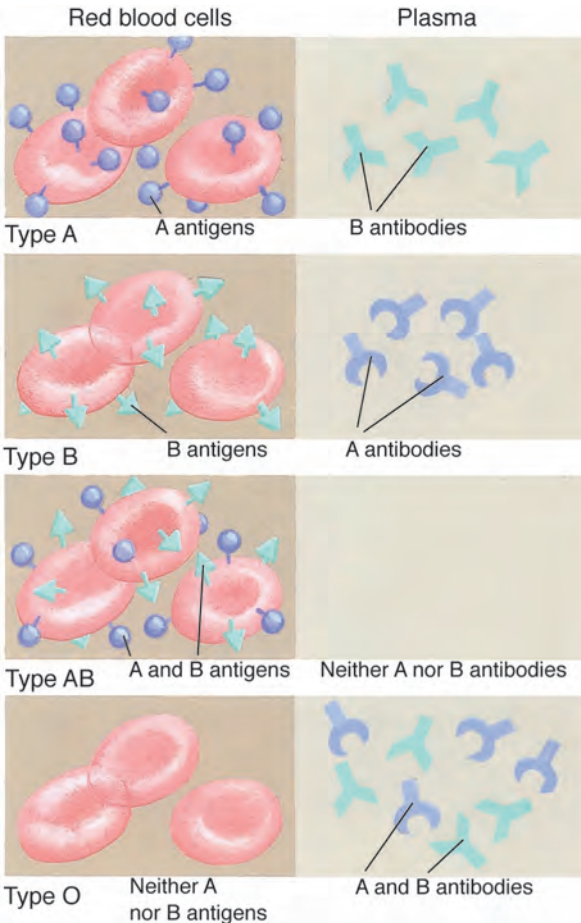 Red blood cells
Plasma
A antigens
B antibodies
Type A
B antigens
A antibodies
Type B
A and B antigens
Neither A nor B antibodies
Type AB
Neither A
nor B antigens
A and B antibodies
Type O